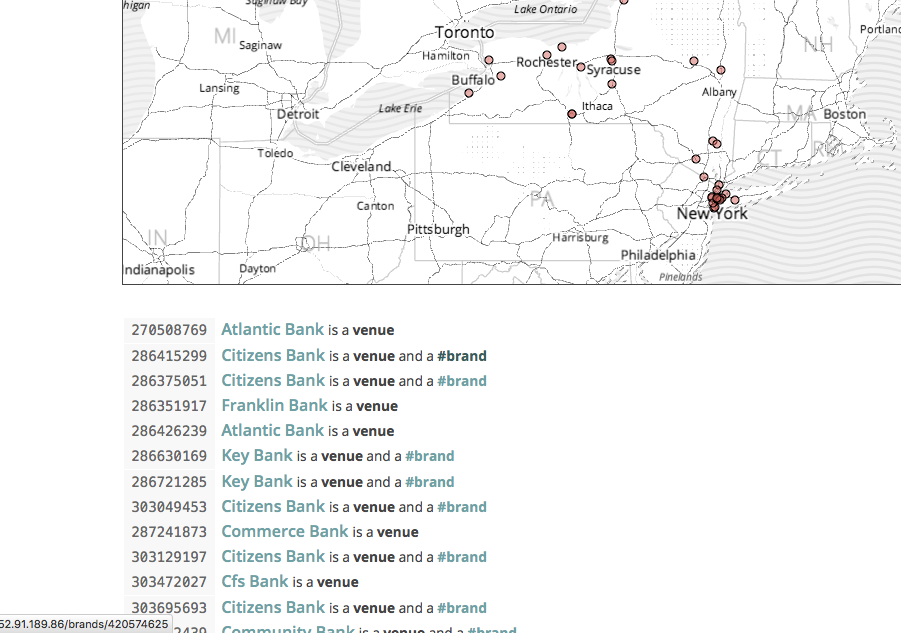 higan
Saginaw Bay
Lake Ontario
Toronto
Portland
MI
Saginaw
NH
Hamilton
Rochester
Syracuse
Buffalo
Lansing
Albany
Lake Erie
Ithaca
Detroit
MA
Boston
Toledo
CT
RI
Cleveland
PA
Canton
New York
Pittsburgh
IN
OH
Harrisburg
Philadelphia
Indianapolis
Dayton
Pinelands
270508769 Atlantic Bank is a venue
286415299 Citizens Bank is a venue and a #brand
286375051 Citizens Bank is a venue and a #brand
286351917 Franklin Bank is a venue
286426239 Atlantic Bank is a venue
286630169 Key Bank is a venue and a #brand
286721285 Key Bank is a venue and a #brand
303049453 Citizens Bank is a venue and a #brand
287241873 Commerce Bank is a venue
303129197 Citizens Bank is a venue and a #brand
303472027 Cfs Bank is a venue
303695693 Citizens Bank is a venue and a #brand
52.91.189.86/brands/420574625
2439 Community Bank is a venue and a #brand